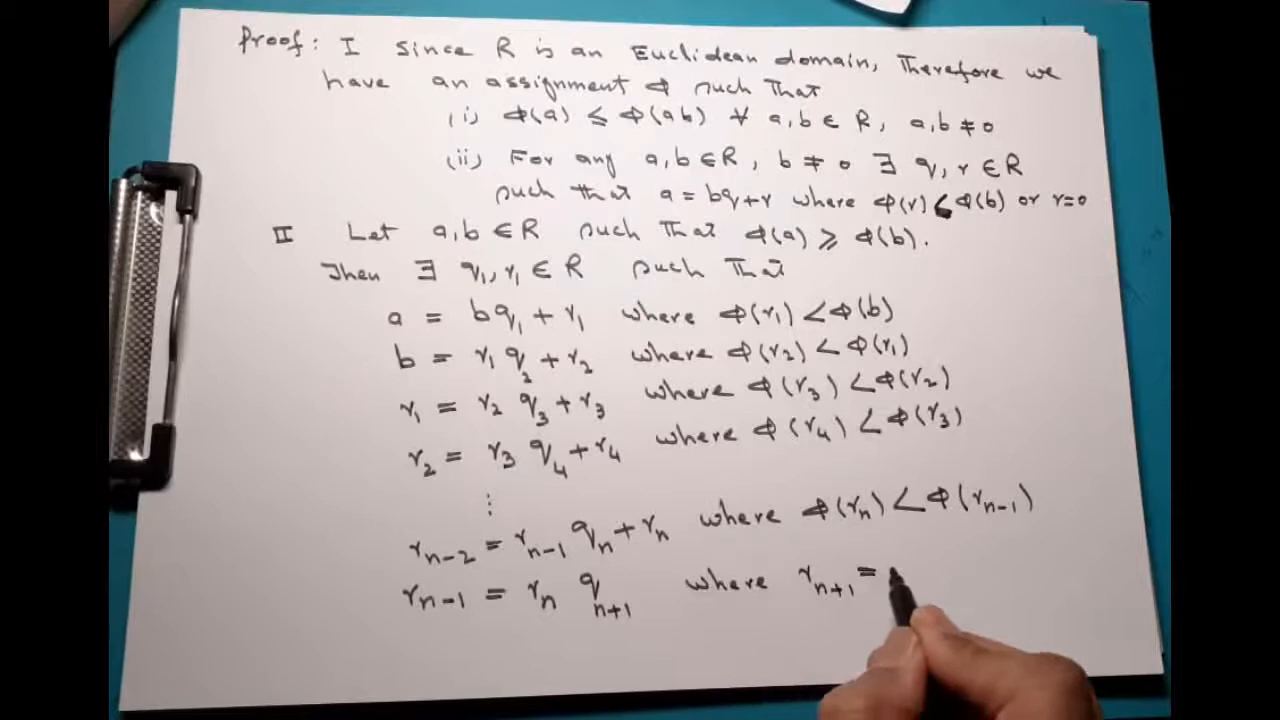 Proof: I Since R is an Euclidean domain, Therefore we
have an assignment ϕ such That
(i) ϕ(a) ≤ ϕ(ab) ∀ a,b ∈ R, a,b ≠ 0
(ii) For any a,b ∈ R, b ≠ 0 ∃ q, r ∈ R
such that a = bq+r where ϕ(r) < ϕ(b) or r=0
II Let a,b ∈ R such That ϕ(a) ⩾ ϕ(b).
Then ∃ q₁, r₁ ∈ R such That
a = bq₁ + r₁ where ϕ(r₁) < ϕ(b)
b = r₁ q₂ + r₂ where ϕ(r₂) < ϕ(r₁)
r₁ = r₂ q₃ + r₃ where ϕ(r₃) < ϕ(r₂)
r₂ = r₃ q₄ + r₄ where ϕ(r₄) < ϕ(r₃)
⋮
rₙ₋₂ = rₙ₋₁ qₙ + rₙ where ϕ(rₙ) < ϕ(rₙ₋₁)
rₙ₋₁ = rₙ qₙ₊₁ where rₙ₊₁ =